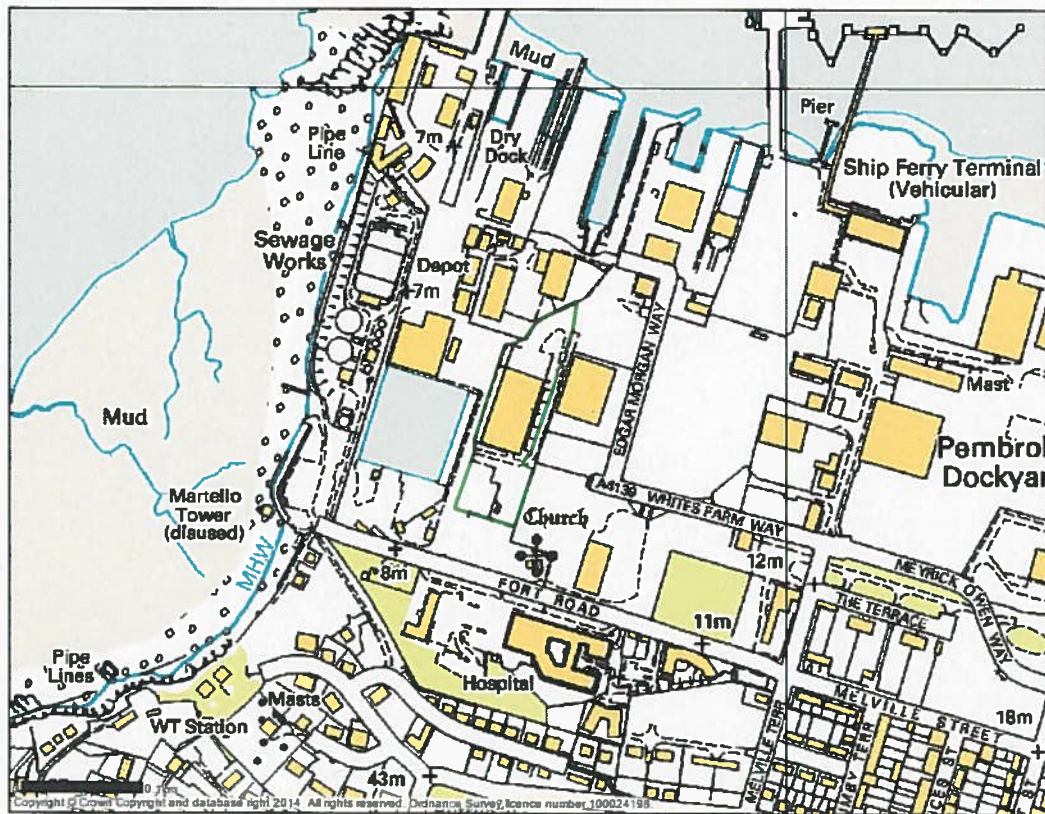 Mud
Pier
Pipe
Line
7m
Dry
Dock
Ship Ferry Terminal
(Vehicular)
Sewage
Works
Depot
7m
EDGAR MORGAN WAY
Mast
Mud
Pembro
Dockya
Martello
Tower
(disused)
A4139 WHITES FARM WAY
Church
MHW
8m
12m
MEYRICK OWEN WAY
FORT ROAD
THE TERRACE
11m
Pipe
Lines
Hospital
Masts
WT Station
MELVILLE STREET
18m
MELVILLE TERR
43m
Copyright © Crown Copyright and database right 2014. All rights reserved. Ordnance Survey licence number 100024198.